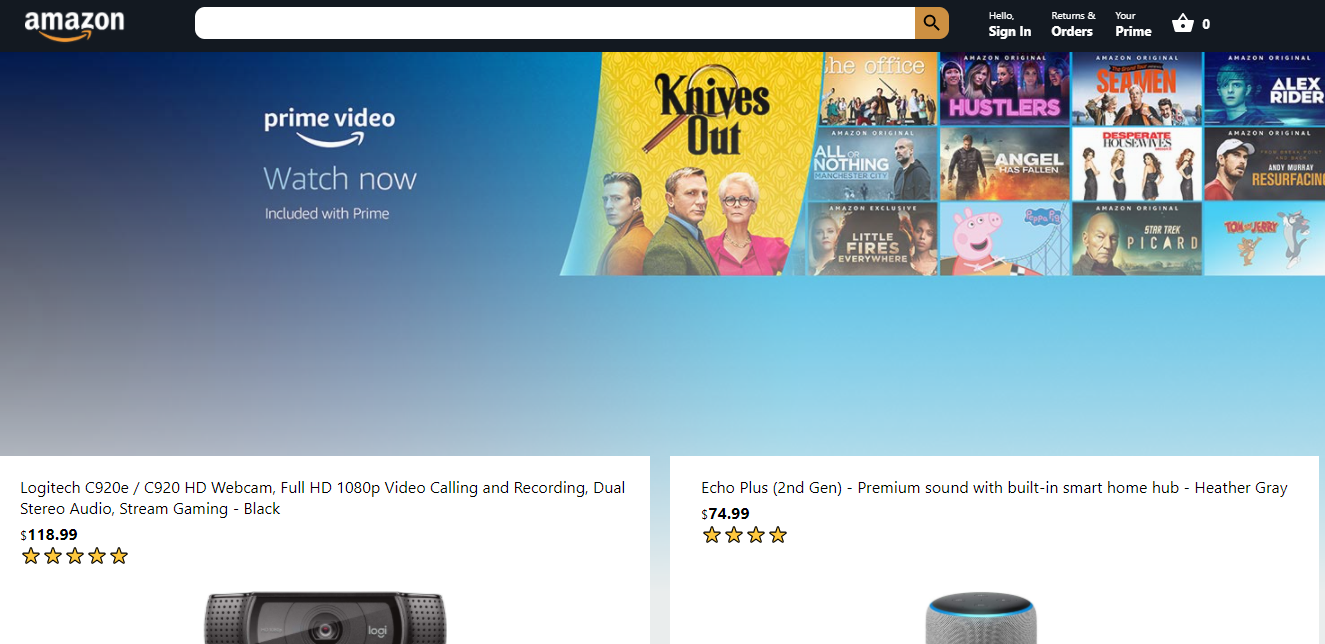 amazon
Hello,
Sign In
Returns &
Orders
Your
Prime
0
prime video
Watch now
Included with Prime
Knives
Out
the office
AMAZON ORIGINAL
HUSTLERS
AMAZON ORIGINAL
The Grand Tour
SEAMEN
AMAZON ORIGINAL
ALEX
RIDER
AMAZON ORIGINAL
ALL OR
NOTHING
MANCHESTER CITY
ANGEL
HAS FALLEN
DESPERATE
HOUSEWIVES
AMAZON ORIGINAL
ANDY MURRAY
RESURFACING
AMAZON EXCLUSIVE
LITTLE
FIRES
EVERYWHERE
Peppa Pig
AMAZON ORIGINAL
STAR TREK
PICARD
TOM and JERRY
Logitech C920e / C920 HD Webcam, Full HD 1080p Video Calling and Recording, Dual
Stereo Audio, Stream Gaming - Black
$118.99
logi
Echo Plus (2nd Gen) - Premium sound with built-in smart home hub - Heather Gray
$74.99